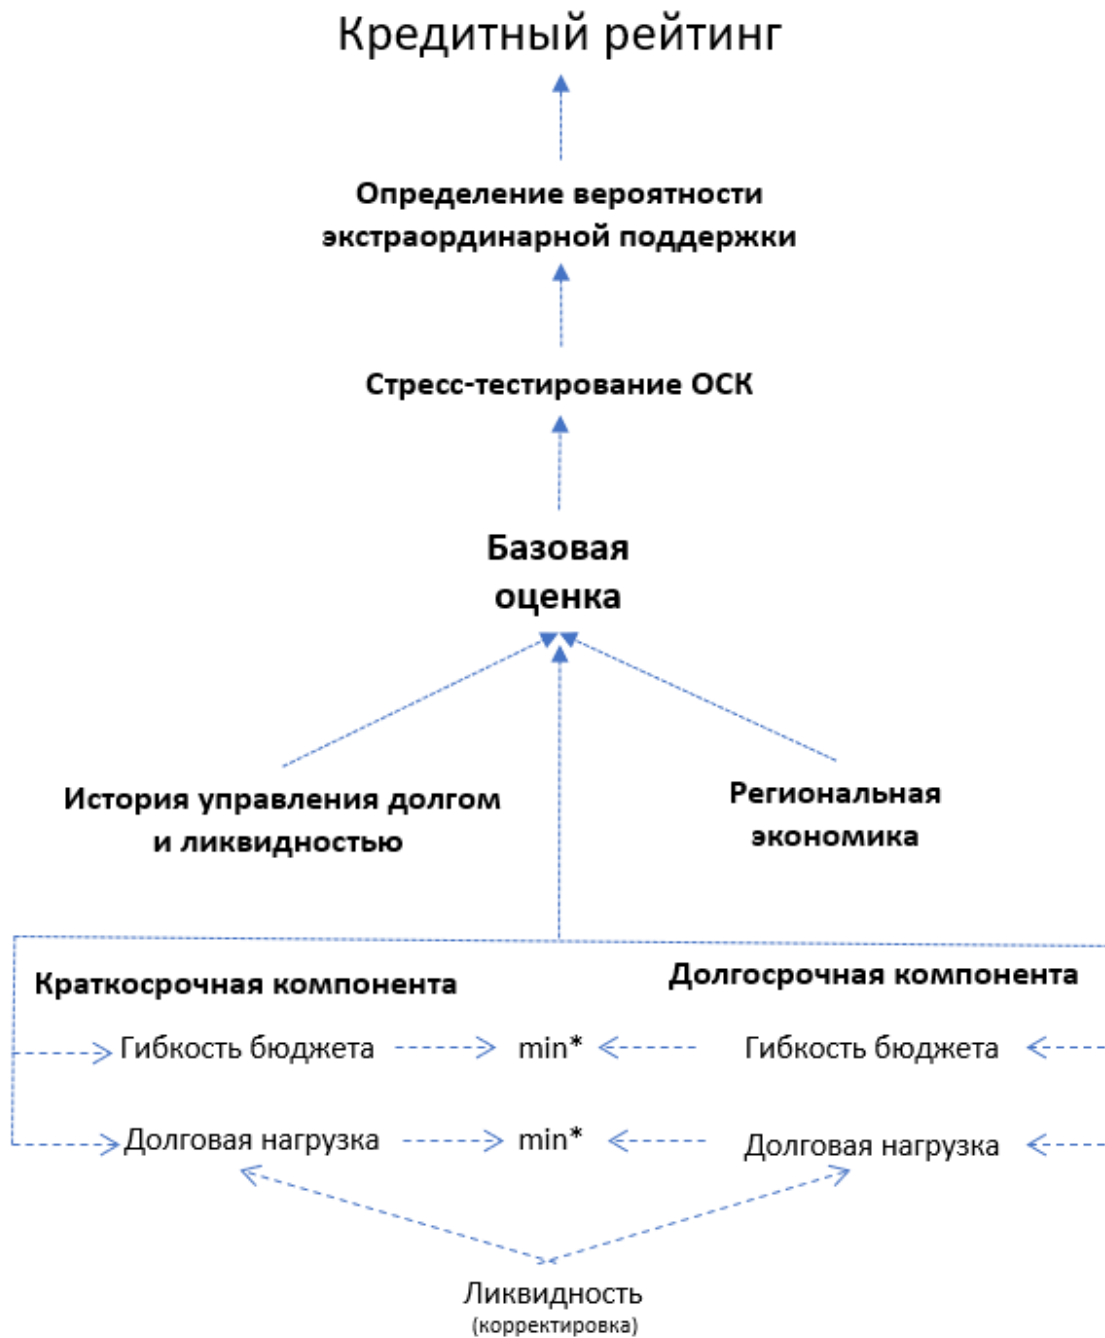 Кредитный рейтинг
Определение вероятности
экстраординарной поддержки
Стресс-тестирование ОСК
Базовая
оценка
История управления долгом
и ликвидностью
Региональная
экономика
Краткосрочная компонента
Долгосрочная компонента
Гибкость бюджета min* Гибкость бюджета
Долговая нагрузка min* Долговая нагрузка
Ликвидность
(корректировка)